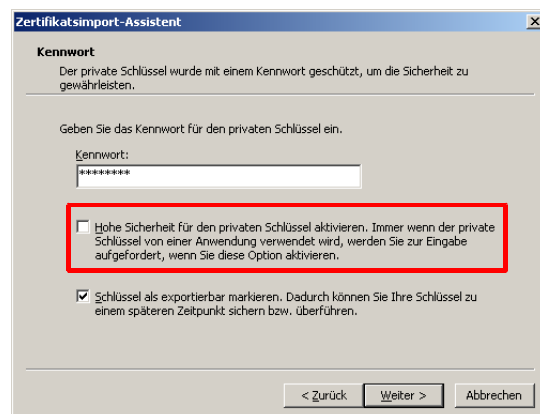 Zertifikatsimport-Assistent
Kennwort
Der private Schlüssel wurde mit einem Kennwort geschützt, um die Sicherheit zu
gewährleisten.
Geben Sie das Kennwort für den privaten Schlüssel ein.
Kennwort:
********
Hohe Sicherheit für den privaten Schlüssel aktivieren. Immer wenn der private
Schlüssel von einer Anwendung verwendet wird, werden Sie zur Eingabe
aufgefordert, wenn Sie diese Option aktivieren.
Schlüssel als exportierbar markieren. Dadurch können Sie Ihre Schlüssel zu
einem späteren Zeitpunkt sichern bzw. überführen.
< Zurück Weiter > Abbrechen